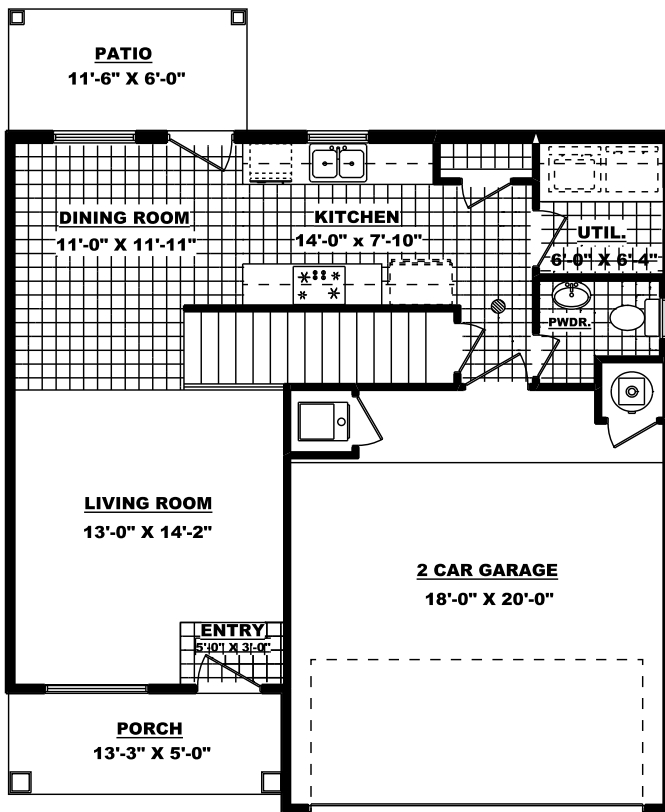 PATIO
11'-6" X 6'-0"
DINING ROOM
11'-0" X 11'-11"
KITCHEN
14'-0" x 7'-10"
UTIL.
6'-0" X 6'-4"
PWDR.
LIVING ROOM
13'-0" X 14'-2"
2 CAR GARAGE
18'-0" X 20'-0"
ENTRY
5'-0" X 3'-0"
PORCH
13'-3" X 5'-0"